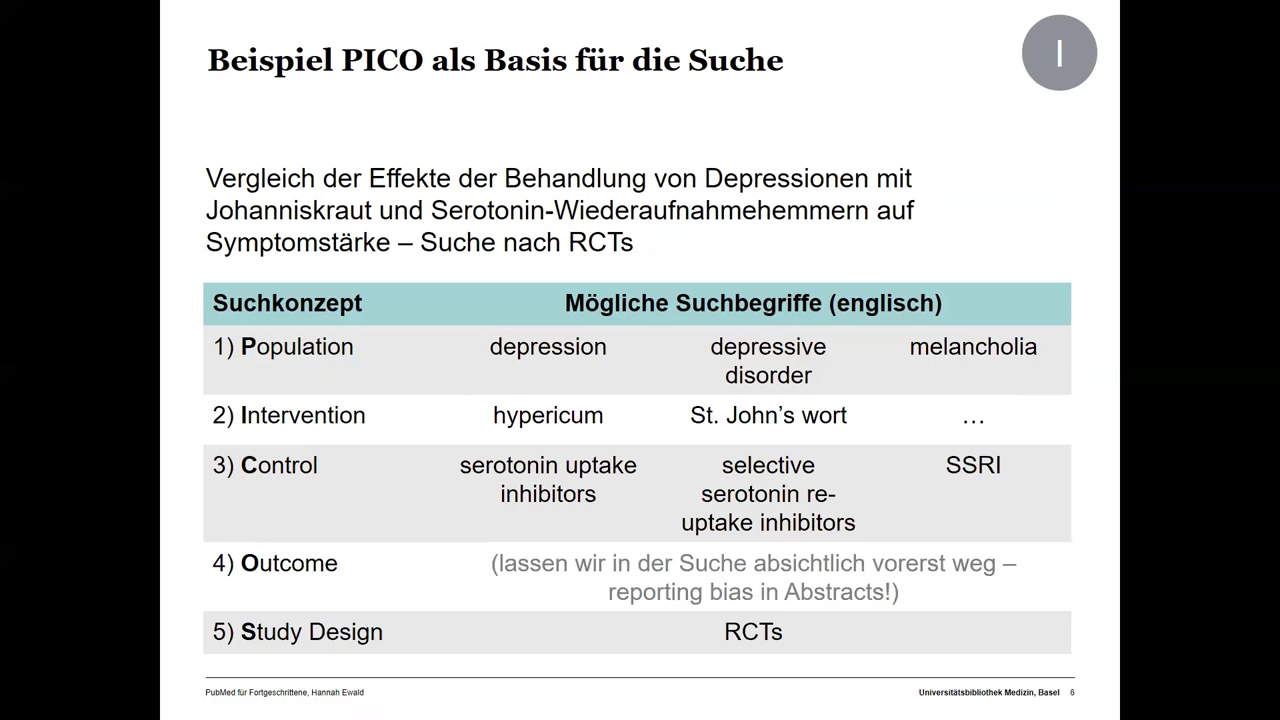 Beispiel PICO als Basis für die Suche
I
Vergleich der Effekte der Behandlung von Depressionen mit
Johanniskraut und Serotonin-Wiederaufnahmehemmern auf
Symptomstärke – Suche nach RCTs
Suchkonzept Mögliche Suchbegriffe (englisch)
1) Population depression depressive disorder melancholia
2) Intervention hypericum St. John’s wort …
3) Control serotonin uptake inhibitors selective serotonin re-uptake inhibitors SSRI
4) Outcome (lassen wir in der Suche absichtlich vorerst weg –
reporting bias in Abstracts!)
5) Study Design RCTs
PubMed für Fortgeschrittene, Hannah Ewald Universitätsbibliothek Medizin, Basel 6